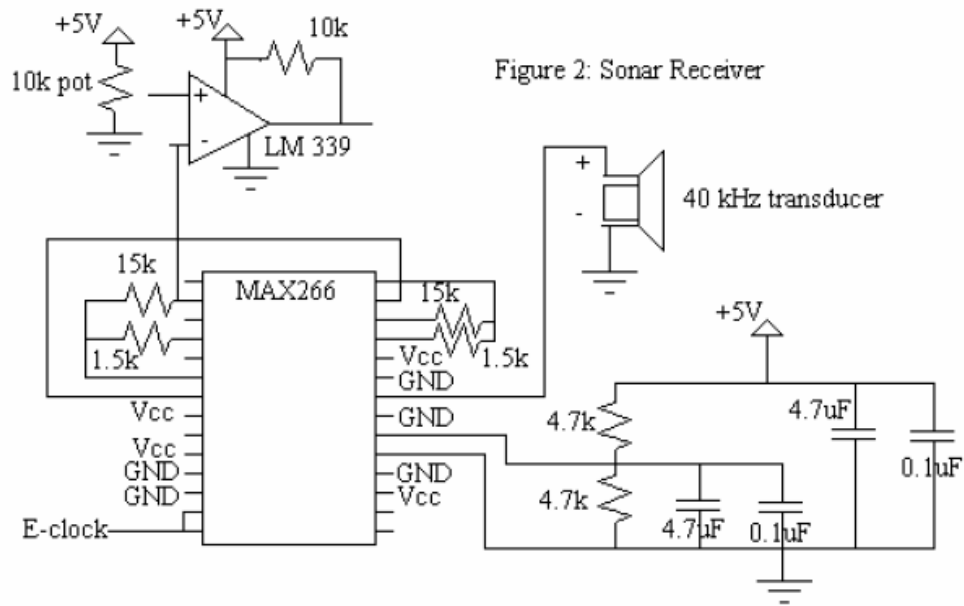 +5V
+5V
10k
10k pot
Figure 2: Sonar Receiver
+
-
LM 339
+
-
40 kHz transducer
15k
MAX266
15k
1.5k
1.5k
Vcc
GND
+5V
Vcc
GND
4.7k
4.7uF
0.1uF
Vcc
GND
GND
GND
Vcc
4.7k
4.7uF
0.1uF
E-clock